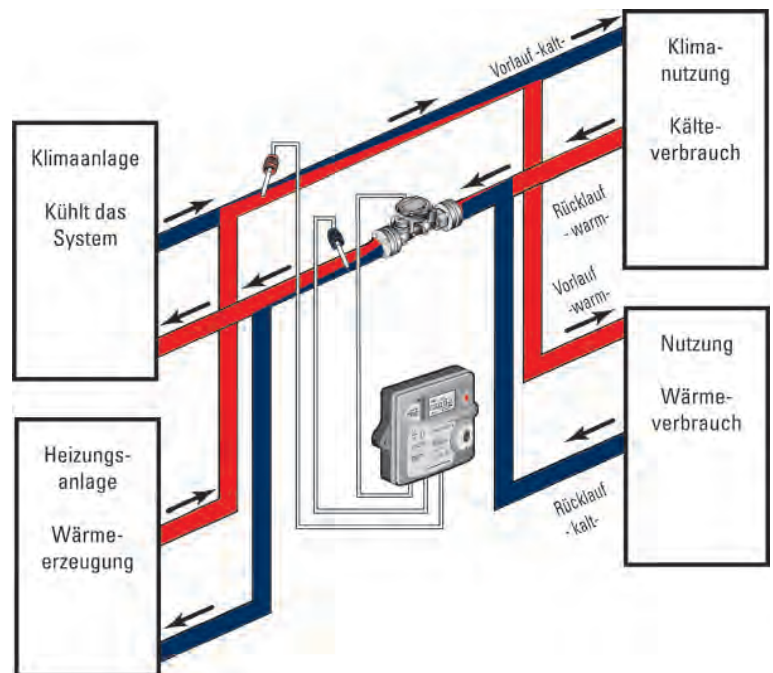 Klimaanlage
Kühlt das
System
Heizungs-
anlage
Wärme-
erzeugung
Vorlauf -kalt-
Klima-
nutzung
Kälte-
verbrauch
Rücklauf
- warm-
Vorlauf
-warm-
Nutzung
Wärme-
verbrauch
Rücklauf
- kalt-